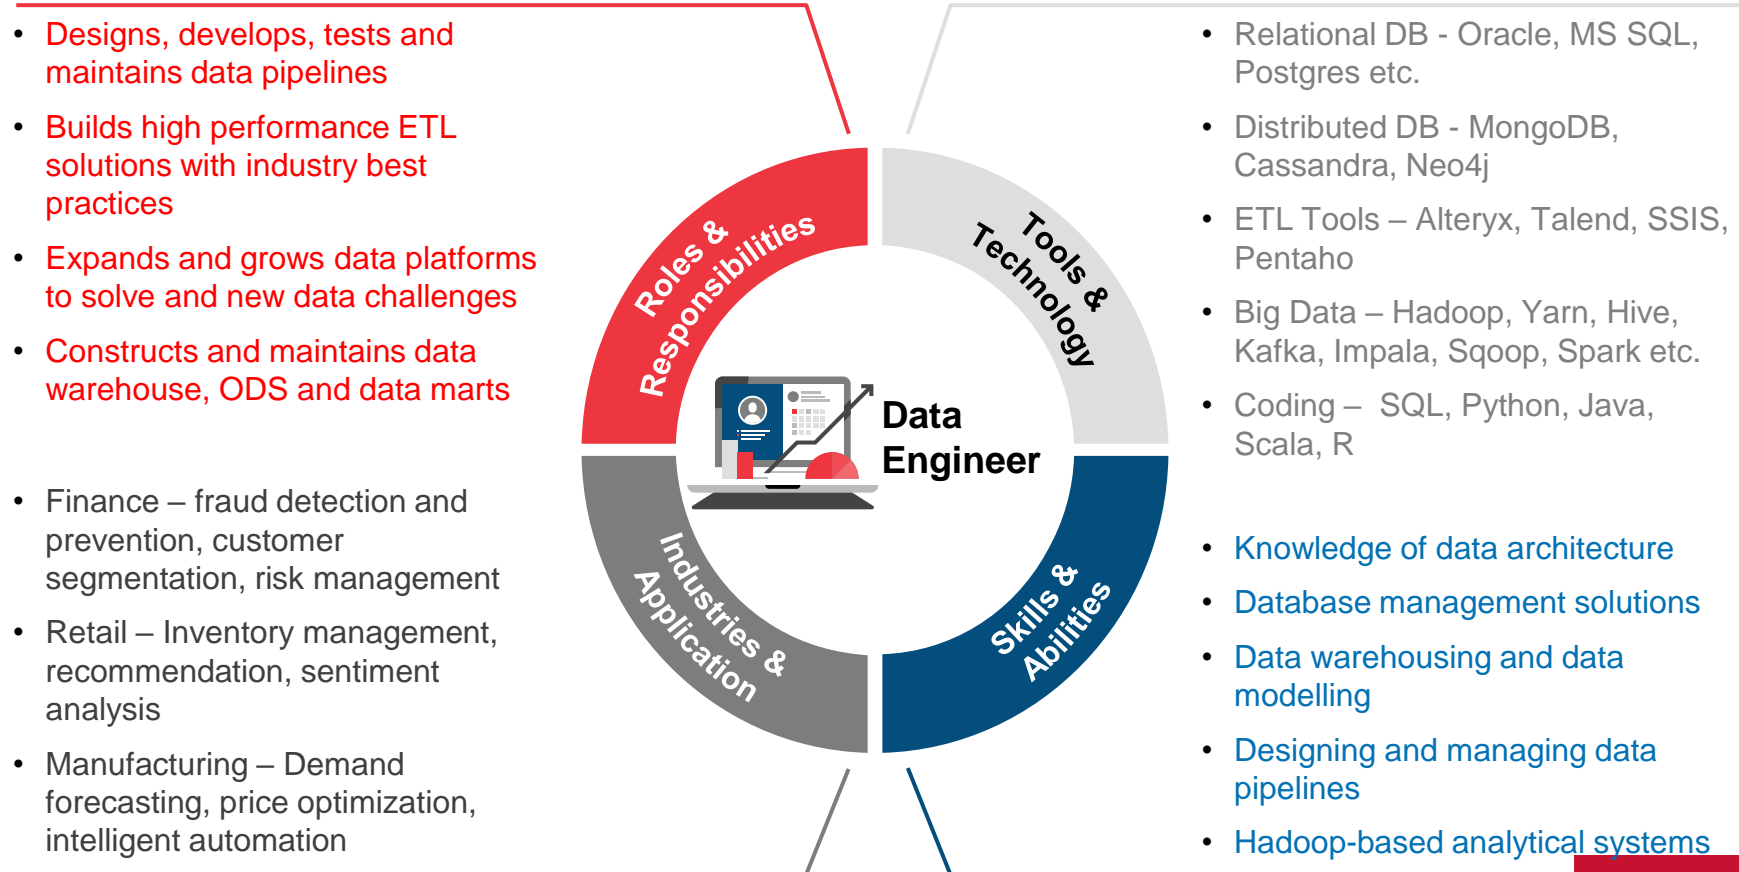 • Designs, develops, tests and
maintains data pipelines
• Builds high performance ETL
solutions with industry best
practices
• Expands and grows data platforms
to solve and new data challenges
• Constructs and maintains data
warehouse, ODS and data marts
• Relational DB - Oracle, MS SQL,
Postgres etc.
• Distributed DB - MongoDB,
Cassandra, Neo4j
• ETL Tools – Alteryx, Talend, SSIS,
Pentaho
• Big Data – Hadoop, Yarn, Hive,
Kafka, Impala, Sqoop, Spark etc.
• Coding – SQL, Python, Java,
Scala, R
Roles &
Responsibilities
Tools &
Technology
Data
Engineer
Industries &
Application
Skills &
Abilities
• Finance – fraud detection and
prevention, customer
segmentation, risk management
• Retail – Inventory management,
recommendation, sentiment
analysis
• Manufacturing – Demand
forecasting, price optimization,
intelligent automation
• Knowledge of data architecture
• Database management solutions
• Data warehousing and data
modelling
• Designing and managing data
pipelines
• Hadoop-based analytical systems